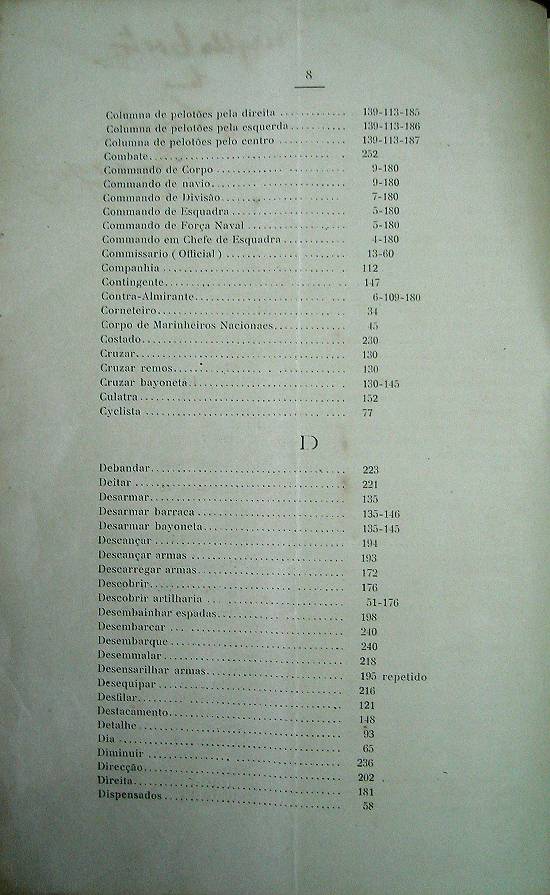 8
Columna de pelotões pela direita ............ 139-113-185
Columna de pelotões pela esquerda ............ 139-113-186
Columna de pelotões pelo centro ............ 139-113-187
Combate ............ 252
Commando de Corpo ............ 9-180
Commando de navio ............ 9-180
Commando de Divisão ............ 7-180
Commando de Esquadra ............ 5-180
Commando de Força Naval ............ 5-180
Commando em Chefe de Esquadra ............ 4-180
Commissario ( Official ) ............ 13-60
Companhia ............ 112
Contingente ............ 147
Contra-Almirante ............ 6-109-180
Corneteiro ............ 34
Corpo de Marinheiros Nacionaes ............ 45
Costado ............ 230
Cruzar ............ 130
Cruzar remos ............ 130
Cruzar bayoneta ............ 130-145
Culatra ............ 152
Cyclista ............ 77
D
Debandar ............ 223
Deitar ............ 221
Desarmar ............ 135
Desarmar barraca ............ 135-146
Desarmar bayoneta ............ 135-145
Descançar ............ 194
Descançar armas ............ 193
Descarregar armas ............ 172
Descobrir ............ 176
Descobrir artilharia ............ 51-176
Desembainhar espadas ............ 198
Desembarcar ............ 240
Desembarque ............ 240
Desemmalar ............ 218
Desensarilhar armas ............ 195 repetido
Desequipar ............ 216
Desfilar ............ 121
Destacamento ............ 148
Detalhe ............ 93
Dia ............ 65
Diminuir ............ 236
Direcção ............ 202
Direita ............ 181
Dispensados ............ 58